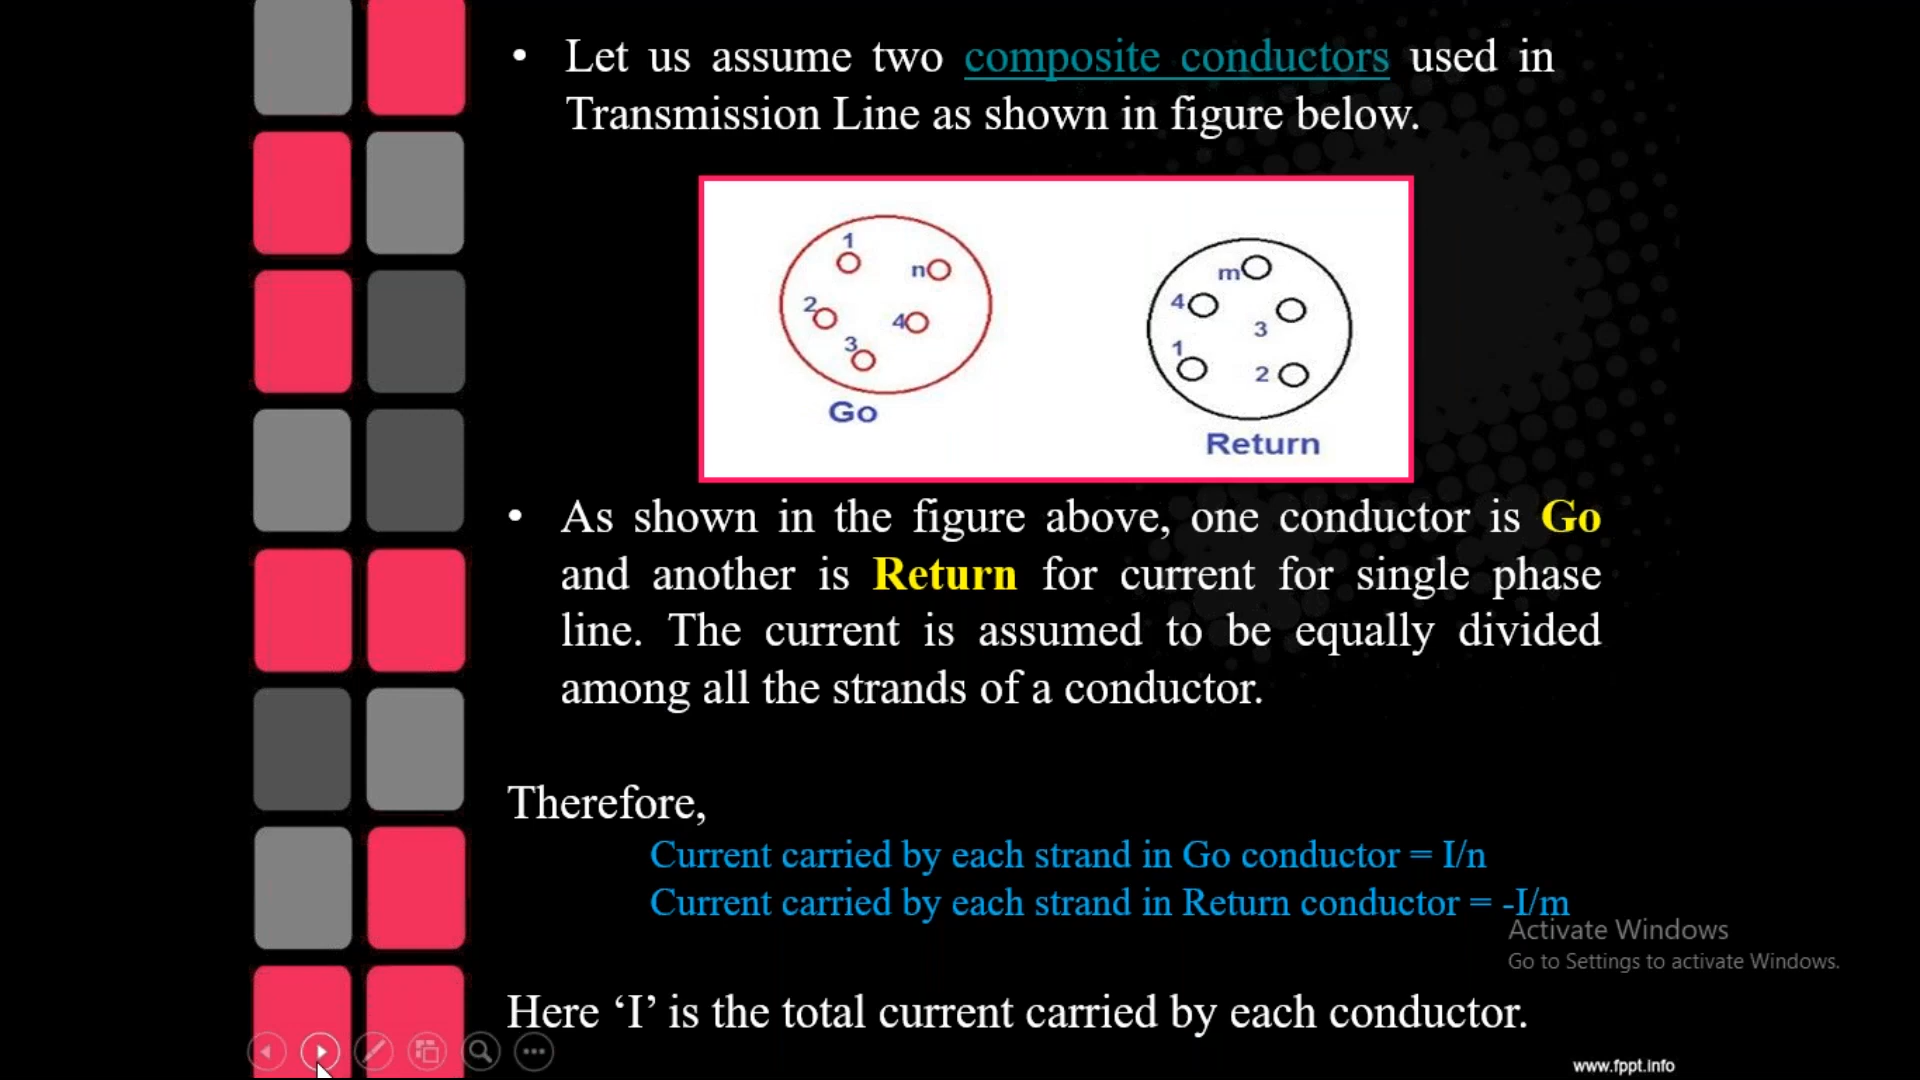 • Let us assume two composite conductors used in
Transmission Line as shown in figure below.
1
n
2
4
3
Go
m
4
3
1
2
Return
• As shown in the figure above, one conductor is Go
and another is Return for current for single phase
line. The current is assumed to be equally divided
among all the strands of a conductor.
Therefore,
Current carried by each strand in Go conductor = I/n
Current carried by each strand in Return conductor = -I/m
Activate Windows
Go to Settings to activate Windows.
Here ‘I’ is the total current carried by each conductor.
www.fppt.info